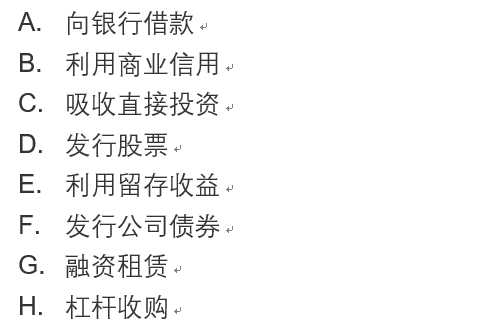 A. 向银行借款
B. 利用商业信用
C. 吸收直接投资
D. 发行股票
E. 利用留存收益
F. 发行公司债券
G. 融资租赁
H. 杠杆收购